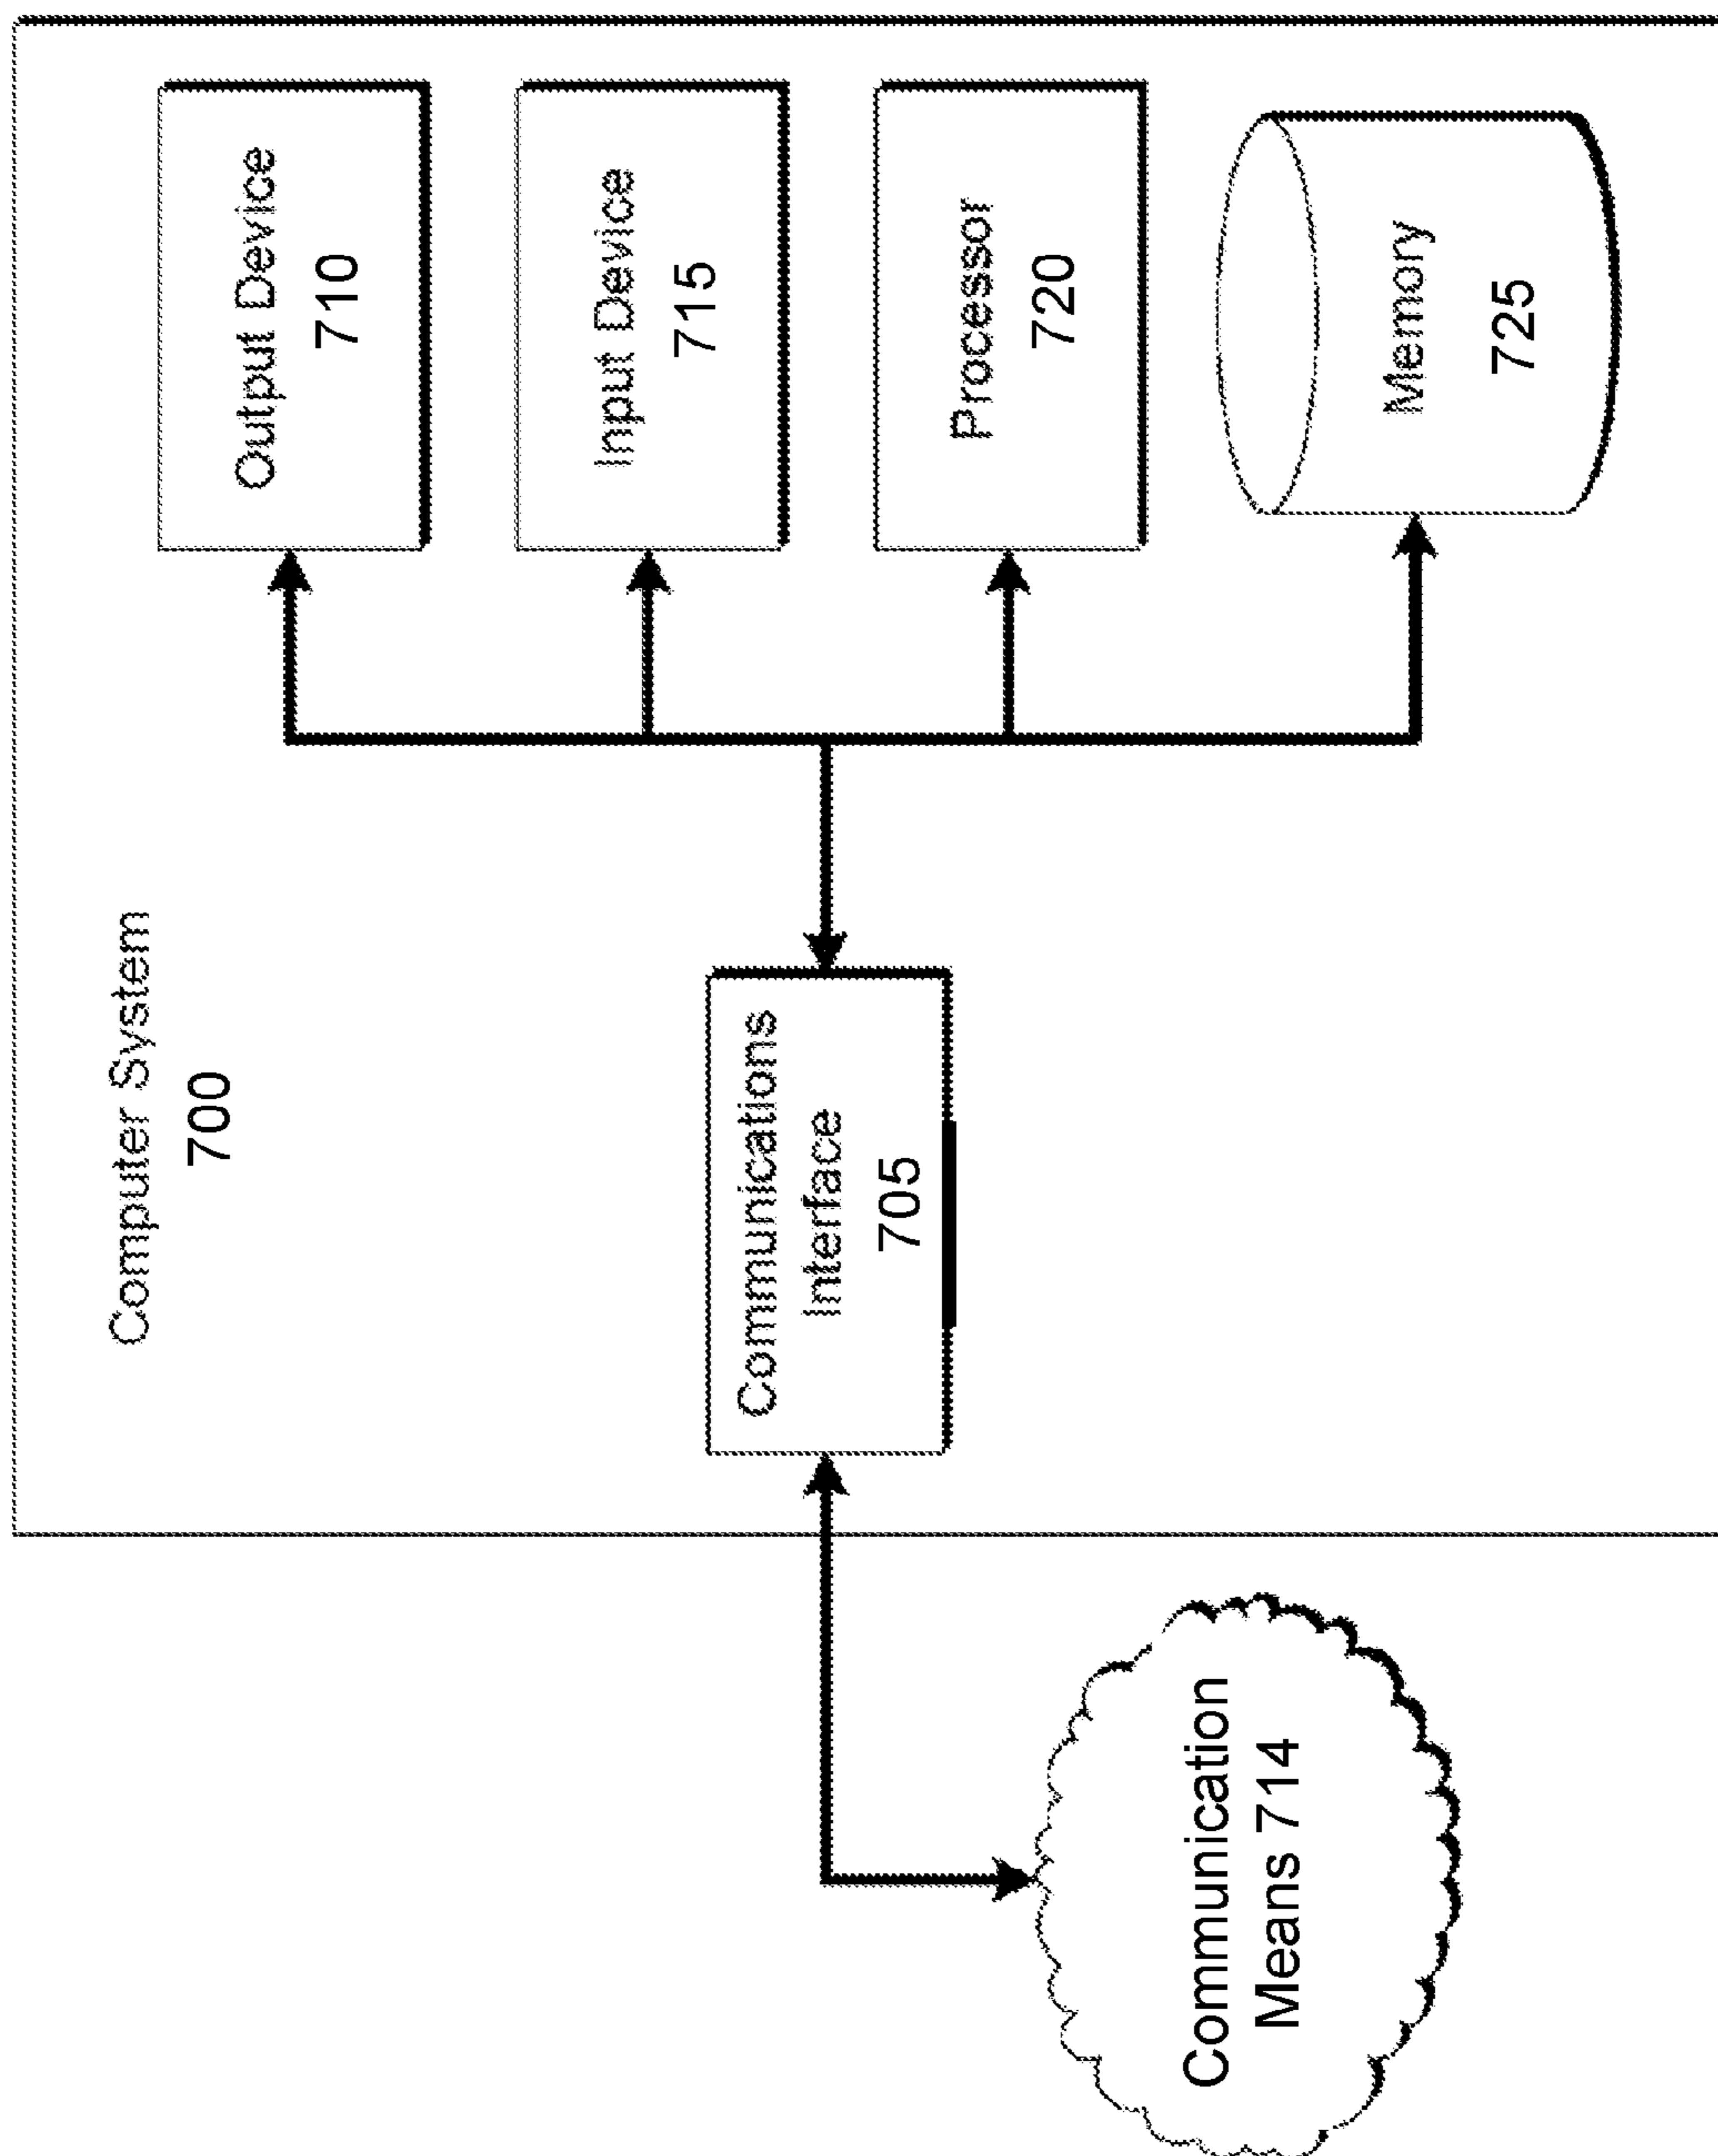 Computer System
700
Output Device
710
Input Device
715
Processor
720
Memory
725
Communications
Interface
705
Communication
Means 714